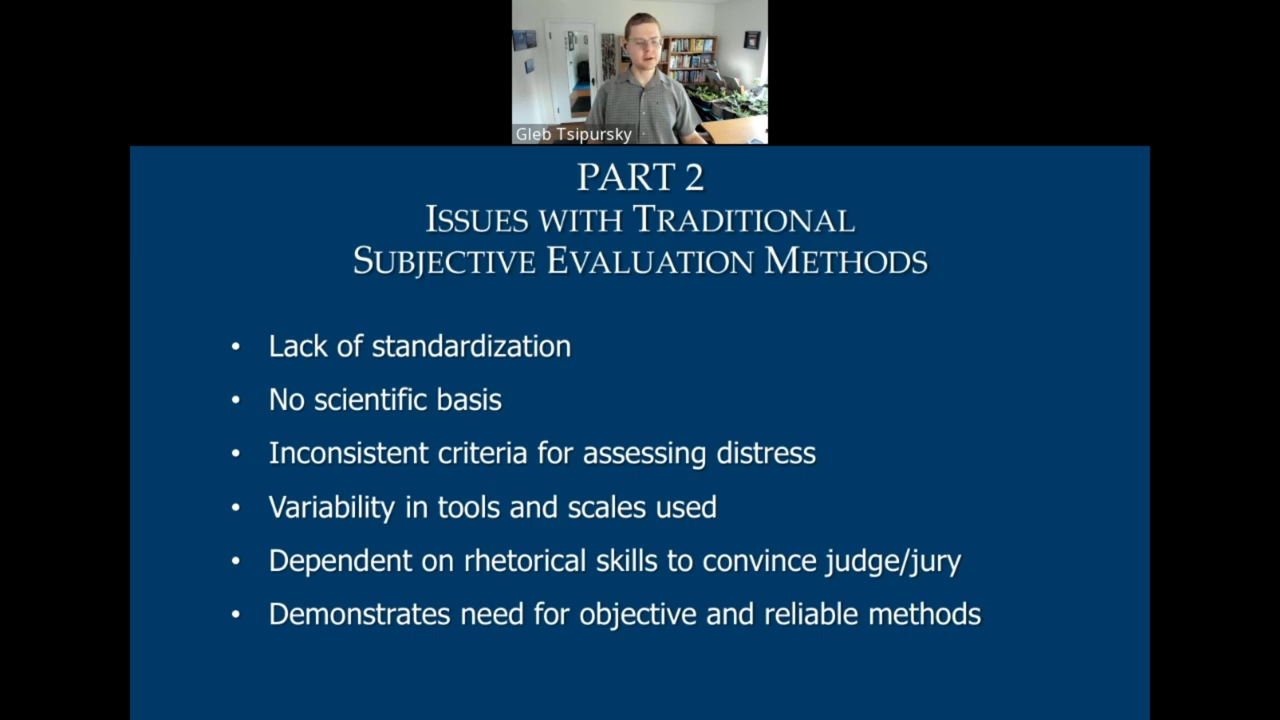 Gleb Tsipursky
PART 2
ISSUES WITH TRADITIONAL
SUBJECTIVE EVALUATION METHODS
• Lack of standardization
• No scientific basis
• Inconsistent criteria for assessing distress
• Variability in tools and scales used
• Dependent on rhetorical skills to convince judge/jury
• Demonstrates need for objective and reliable methods